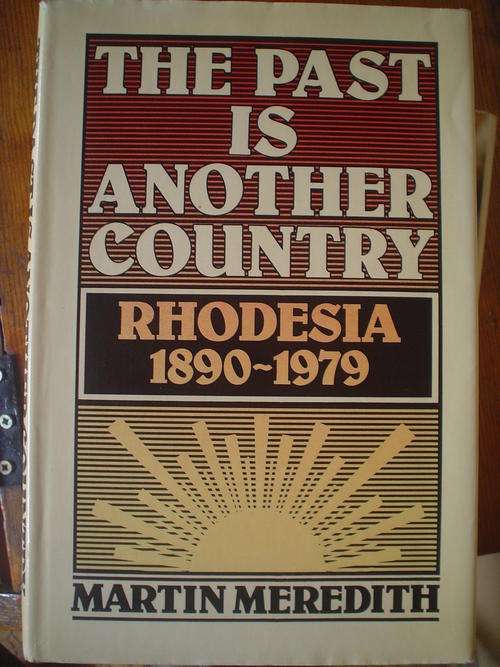 THE PAST
IS
ANOTHER
COUNTRY
RHODESIA
1890~1979
MARTIN MEREDITH